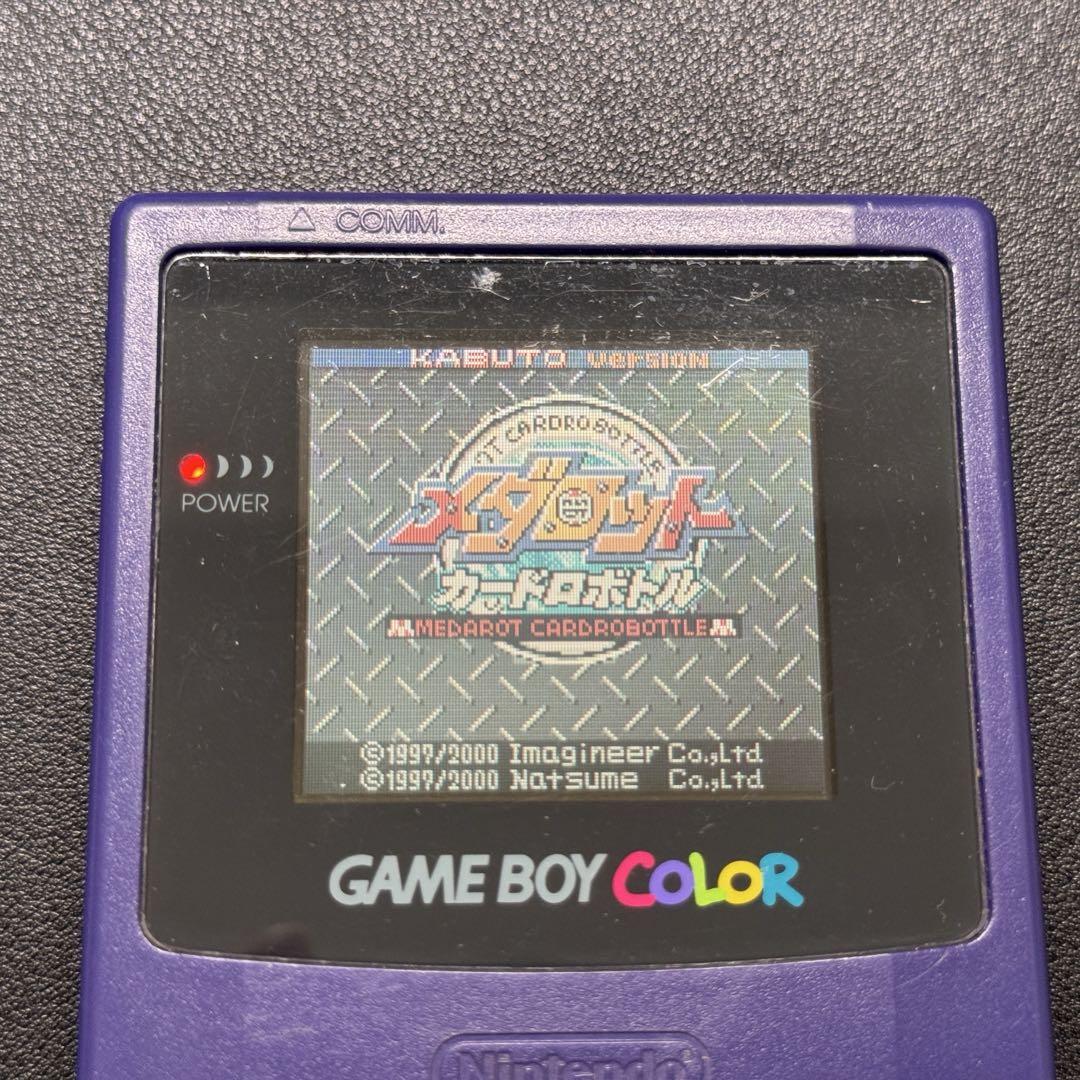 △ COMM.
KABUTO VERSION
OT CARDROBOTTLE
メダロット
カードロボトル
MEDAROT CARDROBOTTLE
©1997/2000 Imagineer Co.,Ltd
©1997/2000 Natsume Co.,Ltd
POWER
GAME BOY COLOR
Nintendo®